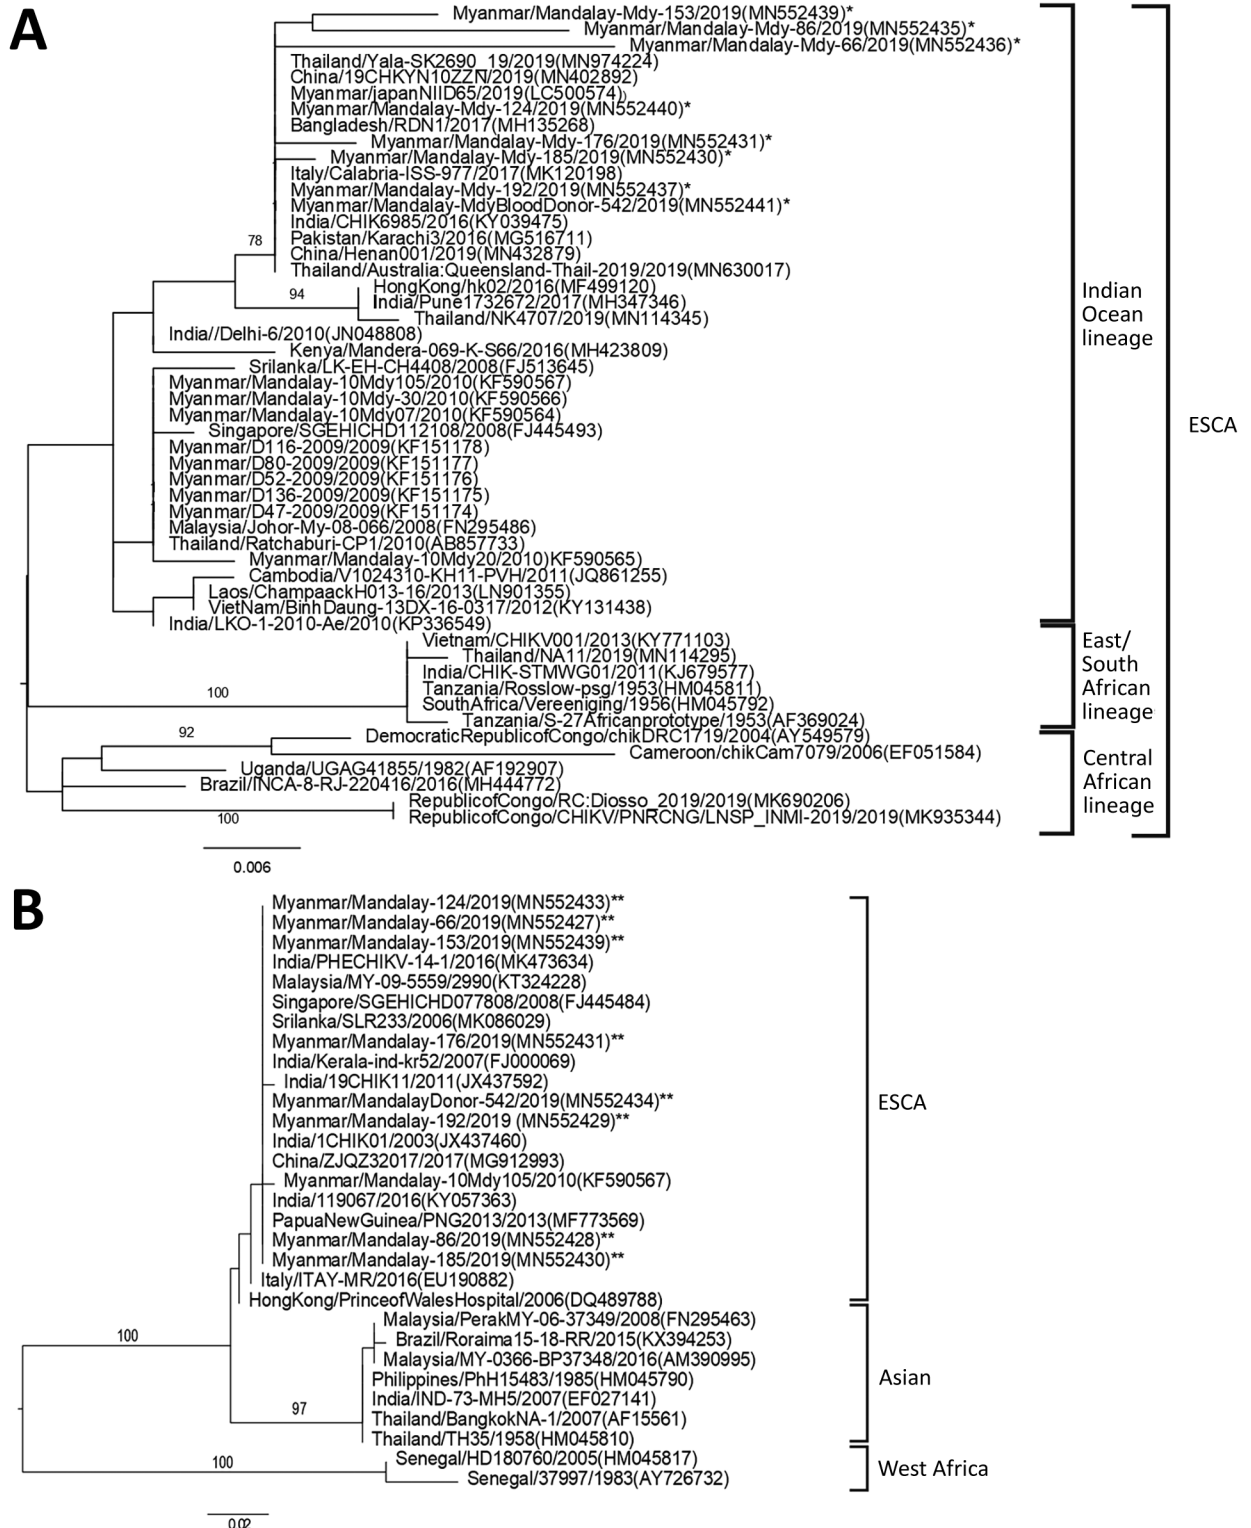 A
Myanmar/Mandalay-Mdy-153/2019(MN552439)*
Myanmar/Mandalay-Mdy-86/2019(MN552435)*
Myanmar/Mandalay-Mdy-66/2019(MN552436)*
Thailand/Yala-SK2690_19/2019(MN974224)
China/19CHKYN10ZZN/2019(MN402892)
Myanmar/japanNIID65/2019(LC500574))
Myanmar/Mandalay-Mdy-124/2019(MN552440)*
Bangladesh/RDN1/2017(MH135268)
Myanmar/Mandalay-Mdy-176/2019(MN552431)*
Myanmar/Mandalay-Mdy-185/2019(MN552430)*
Italy/Calabria-ISS-977/2017(MK120198)
Myanmar/Mandalay-Mdy-192/2019(MN552437)*
Myanmar/Mandalay-MdyBloodDonor-542/2019(MN552441)*
India/CHIK6985/2016(KY039475)
78
Pakistan/Karachi3/2016(MG516711)
China/Henan001/2019(MN432879)
Thailand/Australia:Queensland-Thail-2019/2019(MN630017)
HongKong/hk02/2016(MF499120)
94
India/Pune1732672/2017(MH347346)
Thailand/NK4707/2019(MN114345)
India//Delhi-6/2010(JN048808)
Kenya/Mandera-069-K-S66/2016(MH423809)
Srilanka/LK-EH-CH4408/2008(FJ513645)
Myanmar/Mandalay-10Mdy105/2010(KF590567)
Myanmar/Mandalay-10Mdy-30/2010(KF590566)
Myanmar/Mandalay-10Mdy07/2010(KF590564)
Singapore/SGEHICHD112108/2008(FJ445493)
Myanmar/D116-2009/2009(KF151178)
Myanmar/D80-2009/2009(KF151177)
Myanmar/D52-2009/2009(KF151176)
Myanmar/D136-2009/2009(KF151175)
Myanmar/D47-2009/2009(KF151174)
Malaysia/Johor-My-08-066/2008(FN295486)
Thailand/Ratchaburi-CP1/2010(AB857733)
Myanmar/Mandalay-10Mdy20/2010)KF590565)
Cambodia/V1024310-KH11-PVH/2011(JQ861255)
Laos/ChampaackH013-16/2013(LN901355)
VietNam/BinhDaung-13DX-16-0317/2012(KY131438)
India/LKO-1-2010-Ae/2010(KP336549)
Vietnam/CHIKV001/2013(KY771103)
Thailand/NA11/2019(MN114295)
India/CHIK-STMWG01/2011(KJ679577)
100
Tanzania/Rosslow-psg/1953(HM045811)
SouthAfrica/Vereeniging/1956(HM045792)
Tanzania/S-27Africanprototype/1953(AF369024)
92
DemocraticRepublicofCongo/chikDRC1719/2004(AY549579)
Cameroon/chikCam7079/2006(EF051584)
Uganda/UGAG41855/1982(AF192907)
Brazil/INCA-8-RJ-220416/2016(MH444772)
RepublicofCongo/RC:Diosso_2019/2019(MK690206)
100
RepublicofCongo/CHIKV/PNRCNG/LNSP_INMI-2019/2019(MK935344)
0.006
Indian
Ocean
lineage
East/
South
African
lineage
Central
African
lineage
ESCA
B
Myanmar/Mandalay-124/2019(MN552433)**
Myanmar/Mandalay-66/2019(MN552427)**
Myanmar/Mandalay-153/2019(MN552439)**
India/PHECHIKV-14-1/2016(MK473634)
Malaysia/MY-09-5559/2990(KT324228)
Singapore/SGEHICHD077808/2008(FJ445484)
Srilanka/SLR233/2006(MK086029)
Myanmar/Mandalay-176/2019(MN552431)**
India/Kerala-ind-kr52/2007(FJ000069)
India/19CHIK11/2011(JX437592)
Myanmar/MandalayDonor-542/2019(MN552434)**
Myanmar/Mandalay-192/2019 (MN552429)**
India/1CHIK01/2003(JX437460)
China/ZJQZ32017/2017(MG912993)
Myanmar/Mandalay-10Mdy105/2010(KF590567)
India/119067/2016(KY057363)
PapuaNewGuinea/PNG2013/2013(MF773569)
Myanmar/Mandalay-86/2019(MN552428)**
Myanmar/Mandalay-185/2019(MN552430)**
Italy/ITAY-MR/2016(EU190882)
HongKong/PrinceofWalesHospital/2006(DQ489788)
Malaysia/PerakMY-06-37349/2008(FN295463)
100
Brazil/Roraima15-18-RR/2015(KX394253)
Malaysia/MY-0366-BP37348/2016(AM390995)
Philippines/PhH15483/1985(HM045790)
India/IND-73-MH5/2007(EF027141)
97
Thailand/BangkokNA-1/2007(AF15561)
Thailand/TH35/1958(HM045810)
Senegal/HD180760/2005(HM045817)
100
Senegal/37997/1983(AY726732)
0.02
ESCA
Asian
West Africa